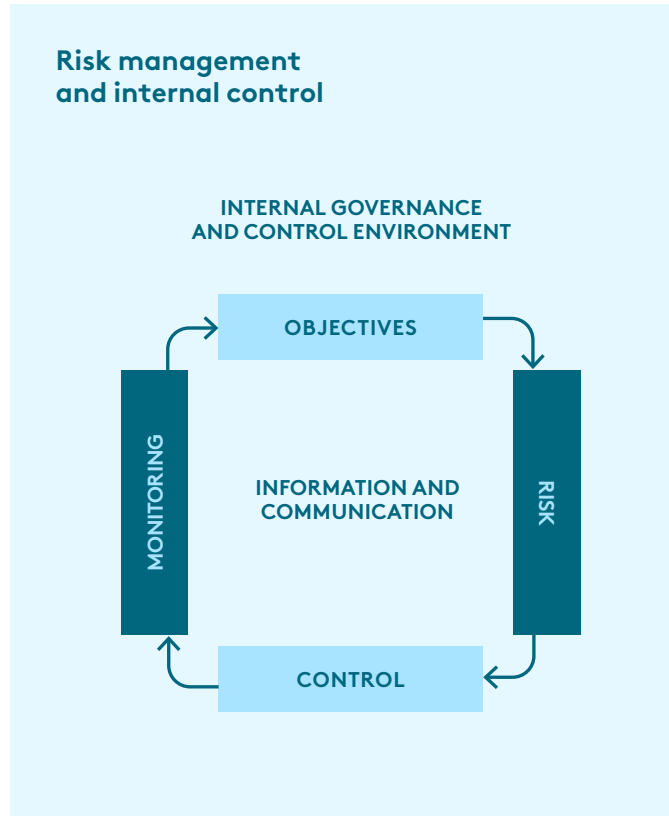 Risk management
and internal control
INTERNAL GOVERNANCE
AND CONTROL ENVIRONMENT
OBJECTIVES
MONITORING
INFORMATION AND
COMMUNICATION
RISK
CONTROL